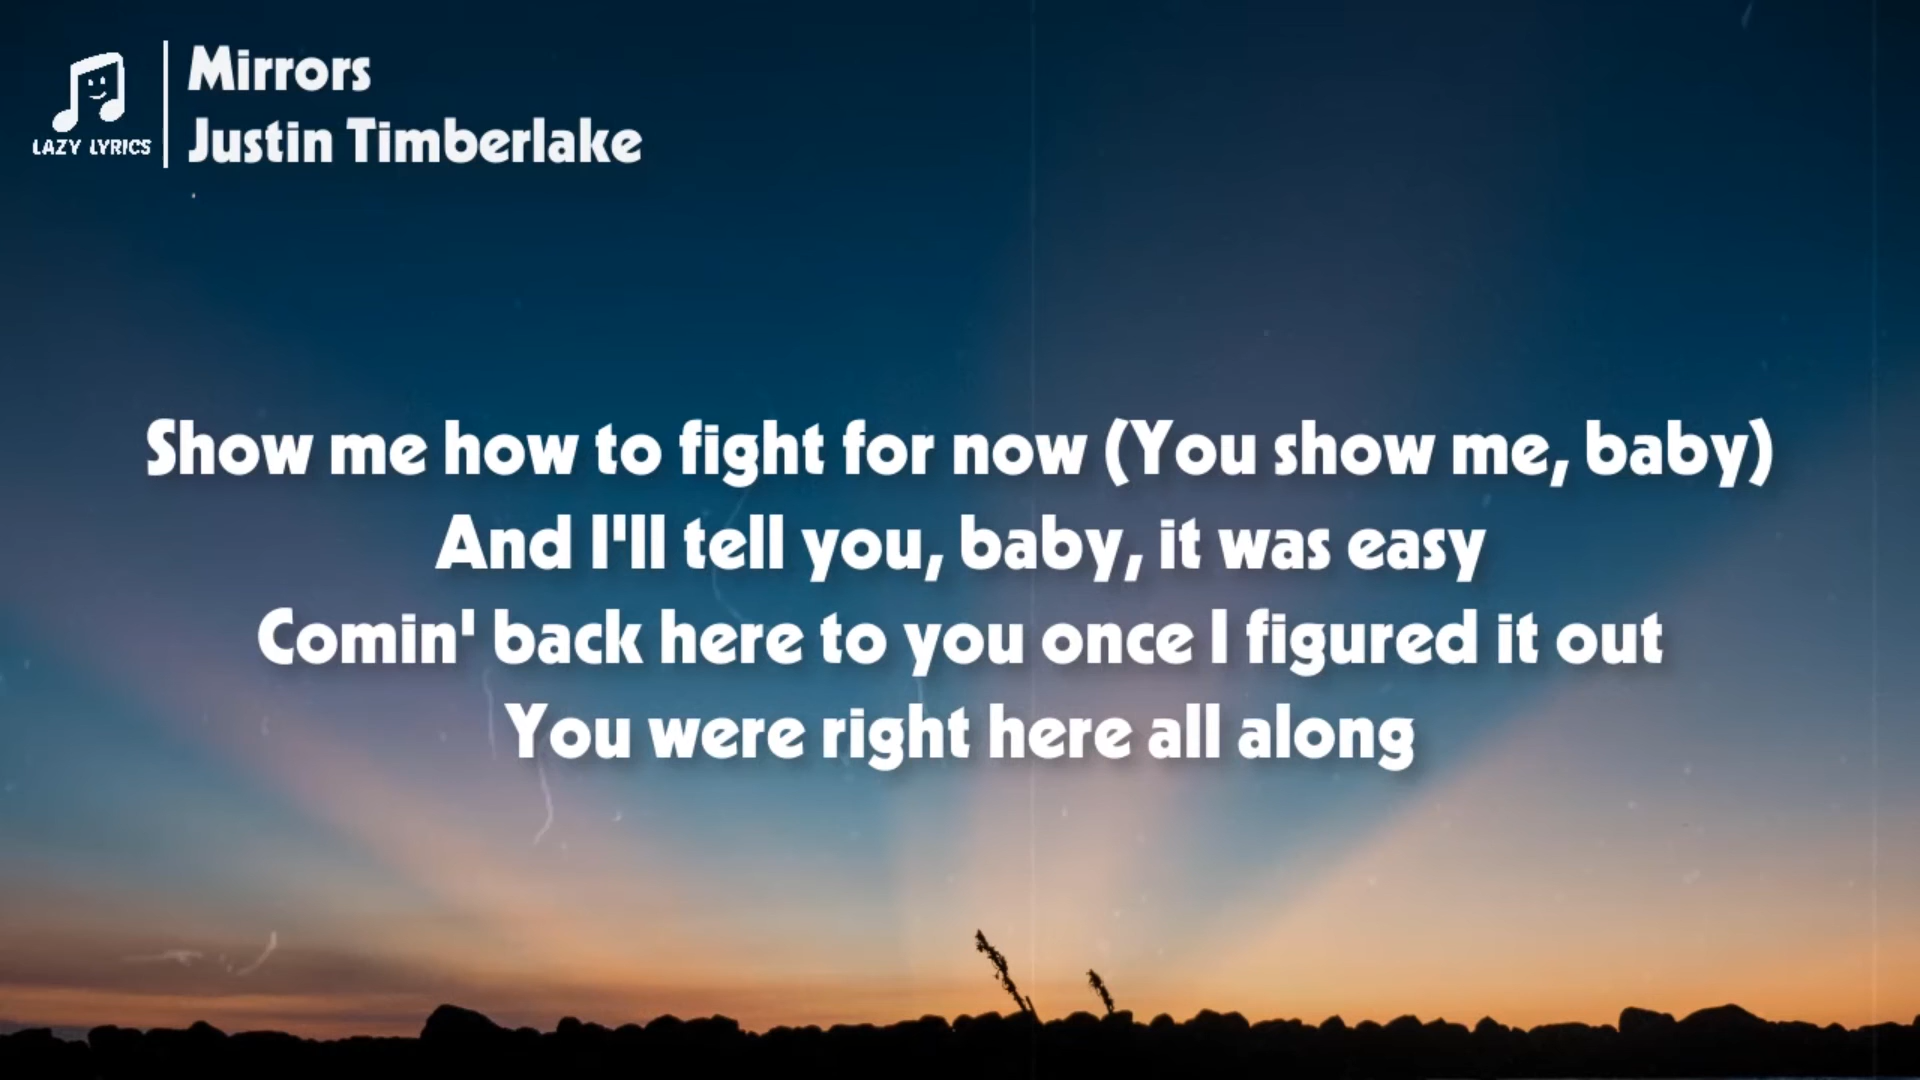 Mirrors
Justin Timberlake
LAZY LYRICS
Show me how to fight for now (You show me, baby)
And I'll tell you, baby, it was easy
Comin' back here to you once I figured it out
You were right here all along